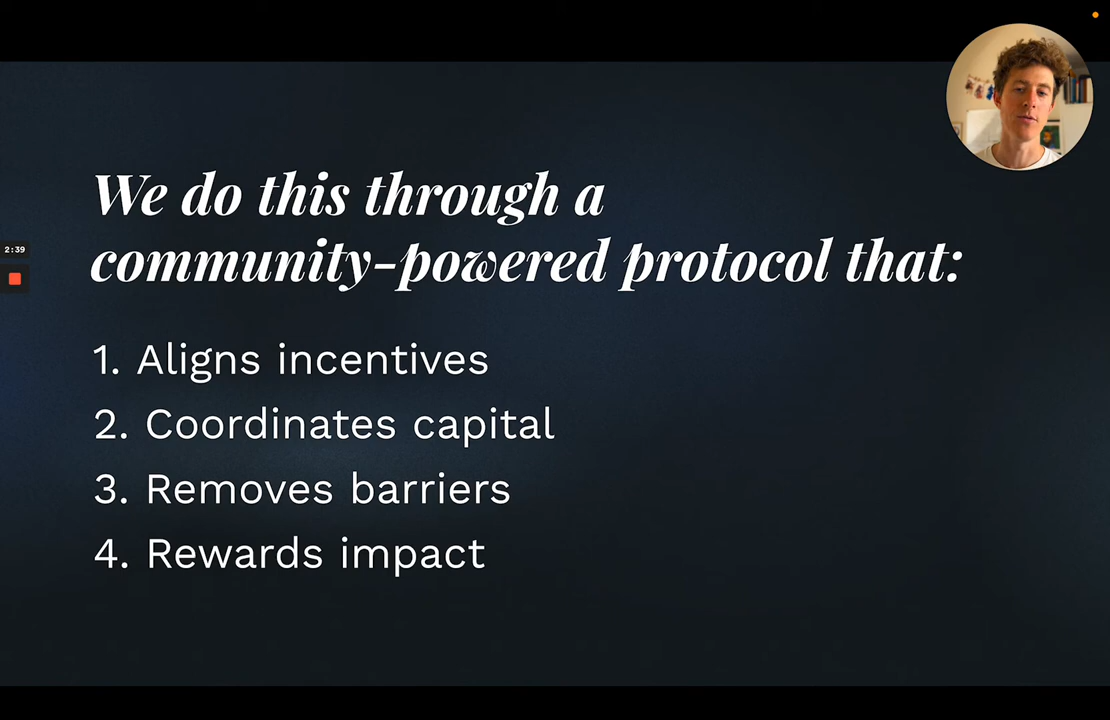 We do this through a
community-powered protocol that:
2:39
1. Aligns incentives
2. Coordinates capital
3. Removes barriers
4. Rewards impact